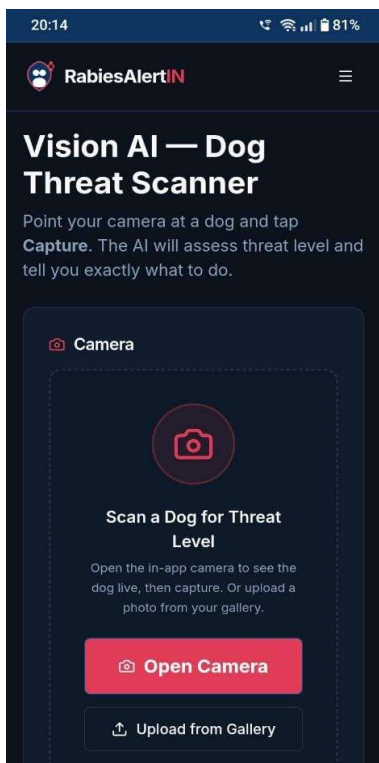 20:14 81%
RabiesAlertIN
Vision AI — Dog
Threat Scanner
Point your camera at a dog and tap
Capture. The AI will assess threat level and
tell you exactly what to do.
Camera
Scan a Dog for Threat
Level
Open the in-app camera to see the
dog live, then capture. Or upload a
photo from your gallery.
Open Camera
Upload from Gallery